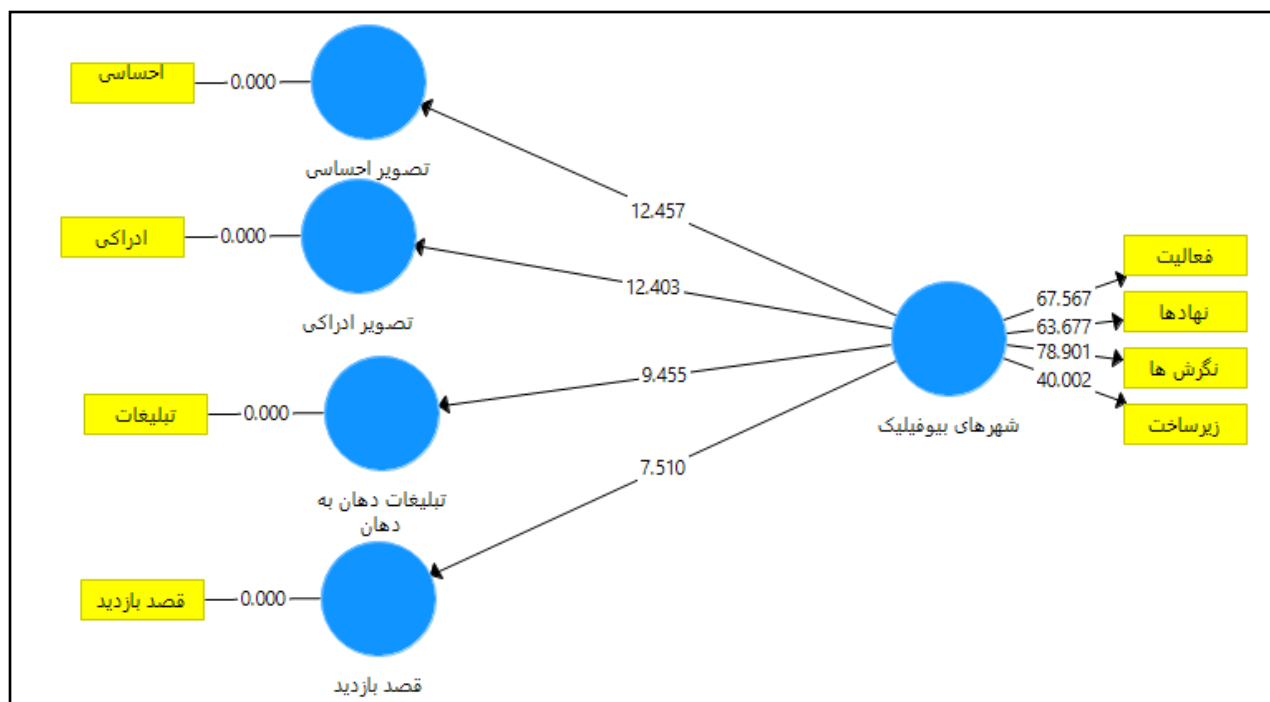 احساسی
0.000
تصویر احساسی
12.457
ادراکی
0.000
تصویر ادراکی
12.403
فعالیت
67.567
نهادها
63.677
نگرش ها
78.901
زیرساخت
40.002
شهرهای بیوفیلیک
تبلیغات
0.000
9.455
تبلیغات دهان به
دهان
7.510
قصد بازدید
0.000
قصد بازدید